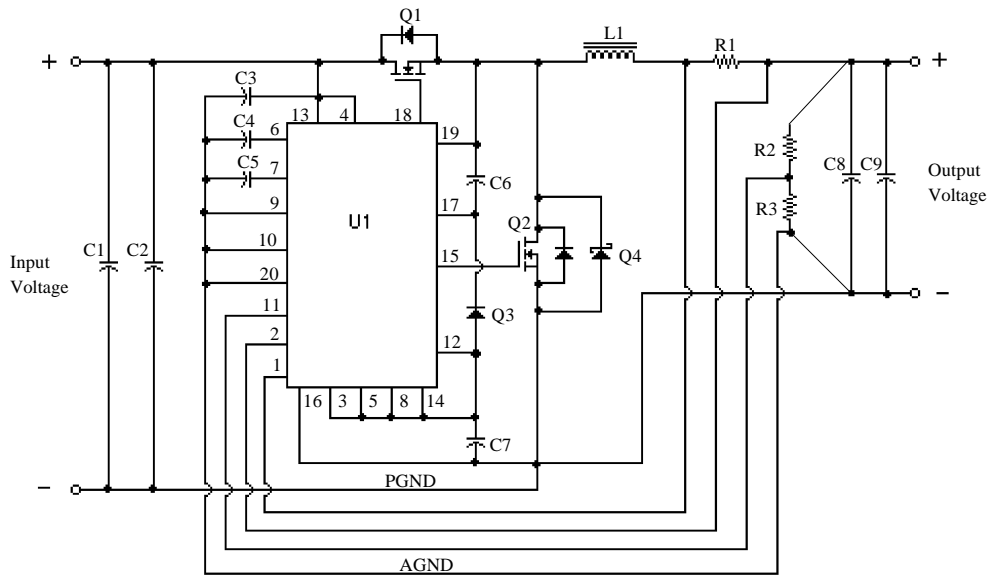 Q1
L1
R1
+
+
C3
13
4
18
C4
6
19
R2
C5
7
C6
C8
C9
Output
Voltage
9
17
U1
Q2
R3
10
15
Q4
C1
C2
Input
Voltage
20
11
Q3
2
12
1
16
3
5
8
14
C7
−
−
PGND
AGND